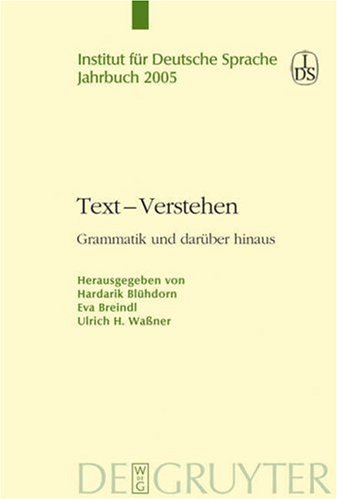 Institut für Deutsche Sprache
Jahrbuch 2005
IDS
Text – Verstehen
Grammatik und darüber hinaus
Herausgegeben von
Hardarik Blühdorn
Eva Breindl
Ulrich H. Waßner
DE GRUYTER
W
DE
G